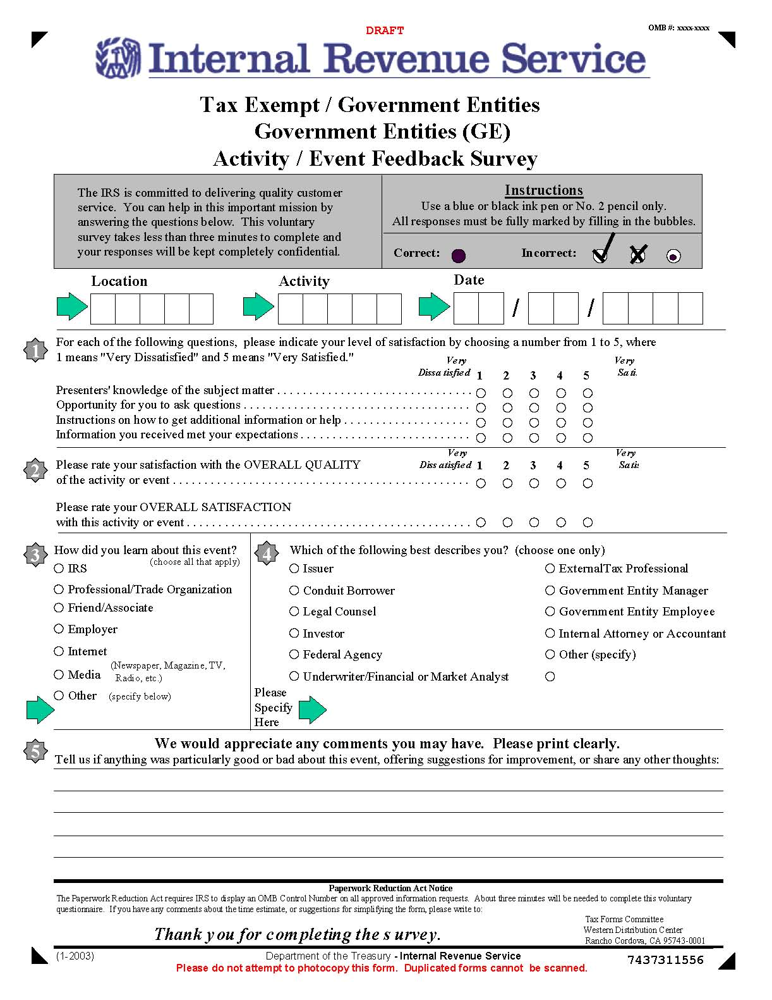 DRAFT
OMB #: xxxx-xxxx
Internal Revenue Service
Tax Exempt / Government Entities
Government Entities (GE)
Activity / Event Feedback Survey
The IRS is committed to delivering quality customer
service. You can help in this important mission by
answering the questions below. This voluntary
survey takes less than three minutes to complete and
your responses will be kept completely confidential.
Instructions
Use a blue or black ink pen or No. 2 pencil only.
All responses must be fully marked by filling in the bubbles.
Correct: Incorrect:
Location Activity Date
/ /
1 For each of the following questions, please indicate your level of satisfaction by choosing a number from 1 to 5, where
1 means "Very Dissatisfied" and 5 means "Very Satisfied."
Very Very
Dissatisfied 1 2 3 4 5 Sati
Presenters' knowledge of the subject matter . . . . . . . . . . . . . . . . . . . . . . . . . . . . . .
Opportunity for you to ask questions . . . . . . . . . . . . . . . . . . . . . . . . . . . . . . . . . . .
Instructions on how to get additional information or help . . . . . . . . . . . . . . . . . . . .
Information you received met your expectations . . . . . . . . . . . . . . . . . . . . . . . . . . .
Very Very
2 Please rate your satisfaction with the OVERALL QUALITY Dissatisfied 1 2 3 4 5 Satis
of the activity or event . . . . . . . . . . . . . . . . . . . . . . . . . . . . . . . . . . . . . . . . . . . . . .
Please rate your OVERALL SATISFACTION
with this activity or event . . . . . . . . . . . . . . . . . . . . . . . . . . . . . . . . . . . . . . . . . . . .
3 How did you learn about this event?
(choose all that apply)
IRS
Professional/Trade Organization
Friend/Associate
Employer
Internet
Media (Newspaper, Magazine, TV,
Radio, etc.)
Other (specify below)
4 Which of the following best describes you? (choose one only)
Issuer
Conduit Borrower
Legal Counsel
Investor
Federal Agency
Underwriter/Financial or Market Analyst
ExternalTax Professional
Government Entity Manager
Government Entity Employee
Internal Attorney or Accountant
Other (specify)
Please
Specify
Here
5 We would appreciate any comments you may have. Please print clearly.
Tell us if anything was particularly good or bad about this event, offering suggestions for improvement, or share any other thoughts:
Paperwork Reduction Act Notice
The Paperwork Reduction Act requires IRS to display an OMB Control Number on all approved information requests. About three minutes will be needed to complete this voluntary
questionnaire. If you have any comments about the time estimate, or suggestions for simplifying the form, please write to:
Tax Forms Committee
Western Distribution Center
Rancho Cordova, CA 95743-0001
Thank you for completing the survey.
(1-2003) Department of the Treasury - Internal Revenue Service 7437311556
Please do not attempt to photocopy this form. Duplicated forms cannot be scanned.